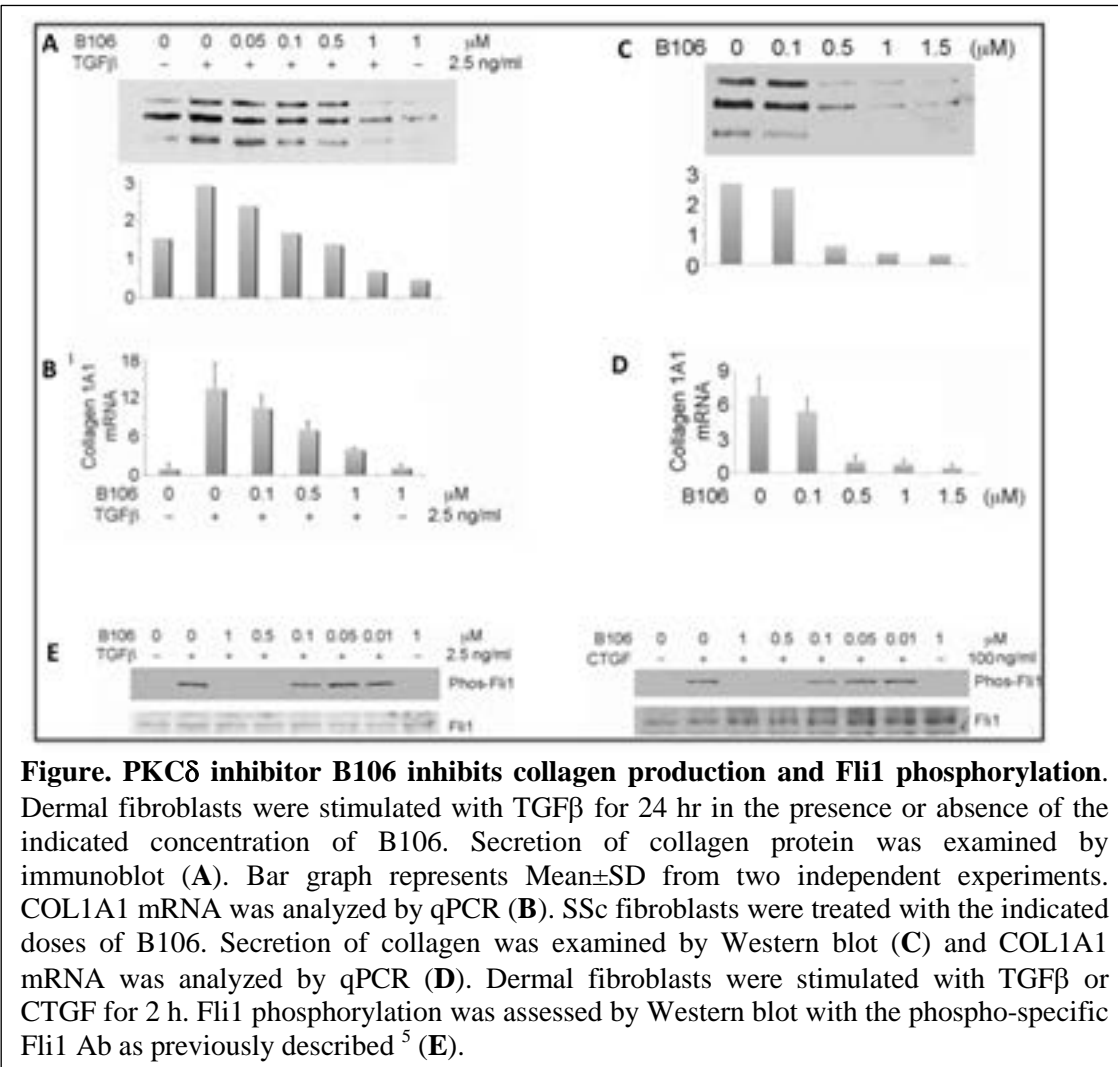 A B106 0 0 0.05 0.1 0.5 1 1 μM
TGFβ - + + + + + - 2.5 ng/ml
3
2
1
0
C B106 0 0.1 0.5 1 1.5 (μM)
3
2
1
0
B
18
12
6
0
Collagen 1A1
mRNA
B106 0 0 0.1 0.5 1 1 μM
TGFβ - + + + + - 2.5 ng/ml
D
9
6
3
0
Collagen 1A1
mRNA
B106 0 0.1 0.5 1 1.5 (μM)
E
B106 0 0 1 0.5 0.1 0.05 0.01 1 μM
TGFβ - + + + + + + - 2.5 ng/ml
Phos-Fli1
Fli1
B106 0 0 1 0.5 0.1 0.05 0.01 1 μM
CTGF - + + + + + + - 100 ng/ml
Phos-Fli1
Fli1
Figure. PKCδ inhibitor B106 inhibits collagen production and Fli1 phosphorylation.
Dermal fibroblasts were stimulated with TGFβ for 24 hr in the presence or absence of the
indicated concentration of B106. Secretion of collagen protein was examined by
immunoblot (A). Bar graph represents Mean±SD from two independent experiments.
COL1A1 mRNA was analyzed by qPCR (B). SSc fibroblasts were treated with the indicated
doses of B106. Secretion of collagen was examined by Western blot (C) and COL1A1
mRNA was analyzed by qPCR (D). Dermal fibroblasts were stimulated with TGFβ or
CTGF for 2 h. Fli1 phosphorylation was assessed by Western blot with the phospho-specific
Fli1 Ab as previously described 5 (E).